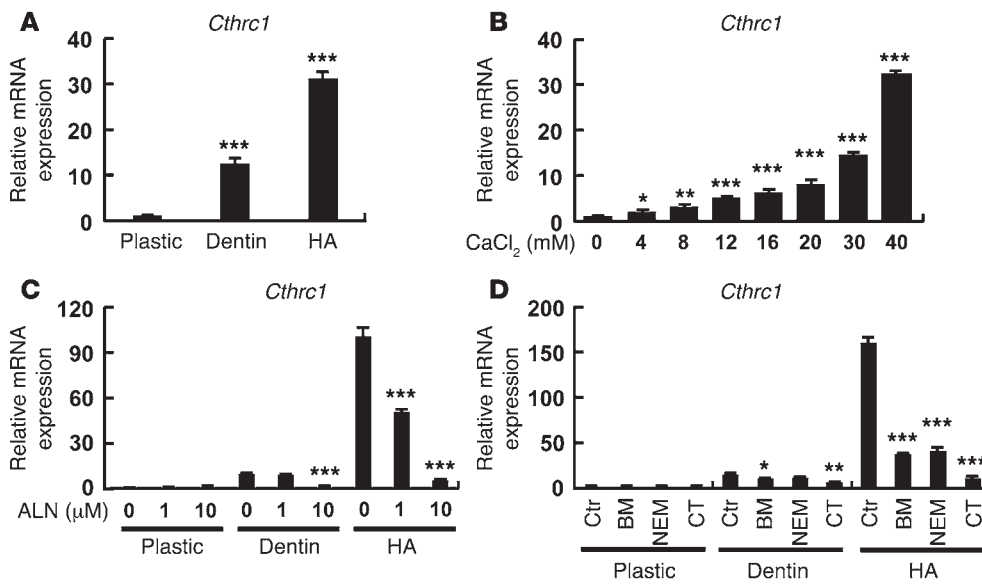 A
Cthrc1
Relative mRNA
expression
40
30
20
10
0
***
***
Plastic Dentin HA
B
Cthrc1
Relative mRNA
expression
40
30
20
10
0
* ** *** *** *** *** ***
CaCl2 (mM) 0 4 8 12 16 20 30 40
C
Cthrc1
Relative mRNA
expression
120
90
60
30
0
*** *** ***
ALN (μM) 0 1 10 0 1 10 0 1 10
Plastic Dentin HA
D
Cthrc1
Relative mRNA
expression
200
150
100
50
0
* ** *** *** ***
Ctr BM NEM CT Ctr BM NEM CT Ctr BM NEM CT
Plastic Dentin HA